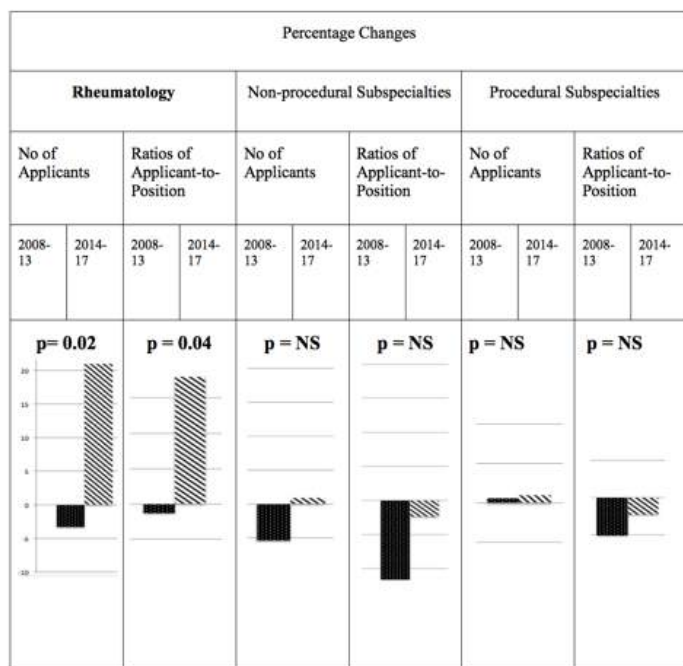 Percentage Changes
Rheumatology
Non-procedural Subspecialties
Procedural Subspecialties
No of
Applicants
Ratios of
Applicant-to-
Position
No of
Applicants
Ratios of
Applicant-to-
Position
No of
Applicants
Ratios of
Applicant-to-
Position
2008-
13
2014-
17
2008-
13
2014-
17
2008-
13
2014-
17
2008-
13
2014-
17
2008-
13
2014-
17
2008-
13
2014-
17
p= 0.02
p = 0.04
p = NS
p = NS
p = NS
p = NS
20
15
10
5
0
-5
-10